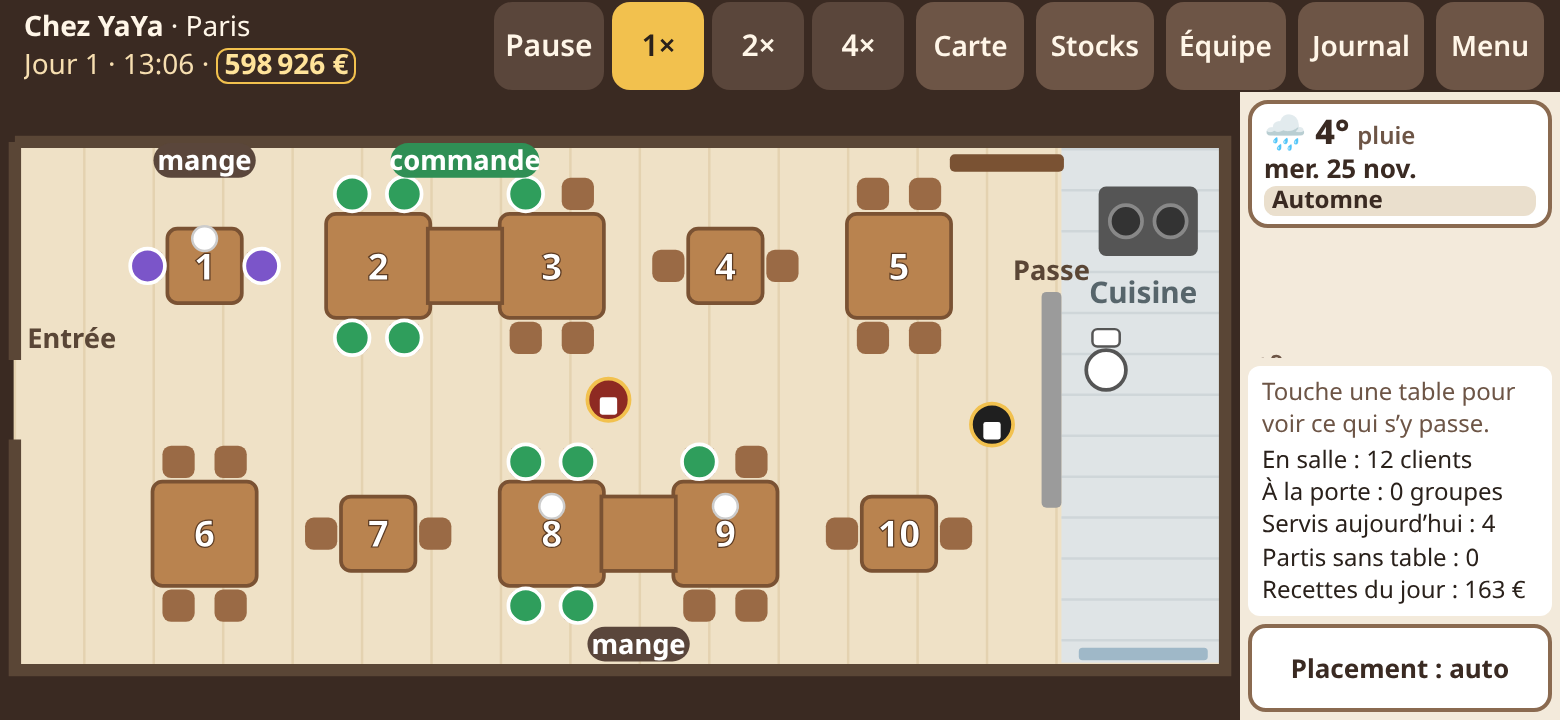 Chez YaYa · Paris
Jour 1 · 13:06 · 598 926 €
Pause
1×
2×
4×
Carte
Stocks
Équipe
Journal
Menu
mange
commande
1
2
3
4
5
Passe
Cuisine
Entrée
6
7
8
9
10
mange
4° pluie
mer. 25 nov.
Automne
Touche une table pour
voir ce qui s’y passe.
En salle : 12 clients
À la porte : 0 groupes
Servis aujourd’hui : 4
Partis sans table : 0
Recettes du jour : 163 €
Placement : auto